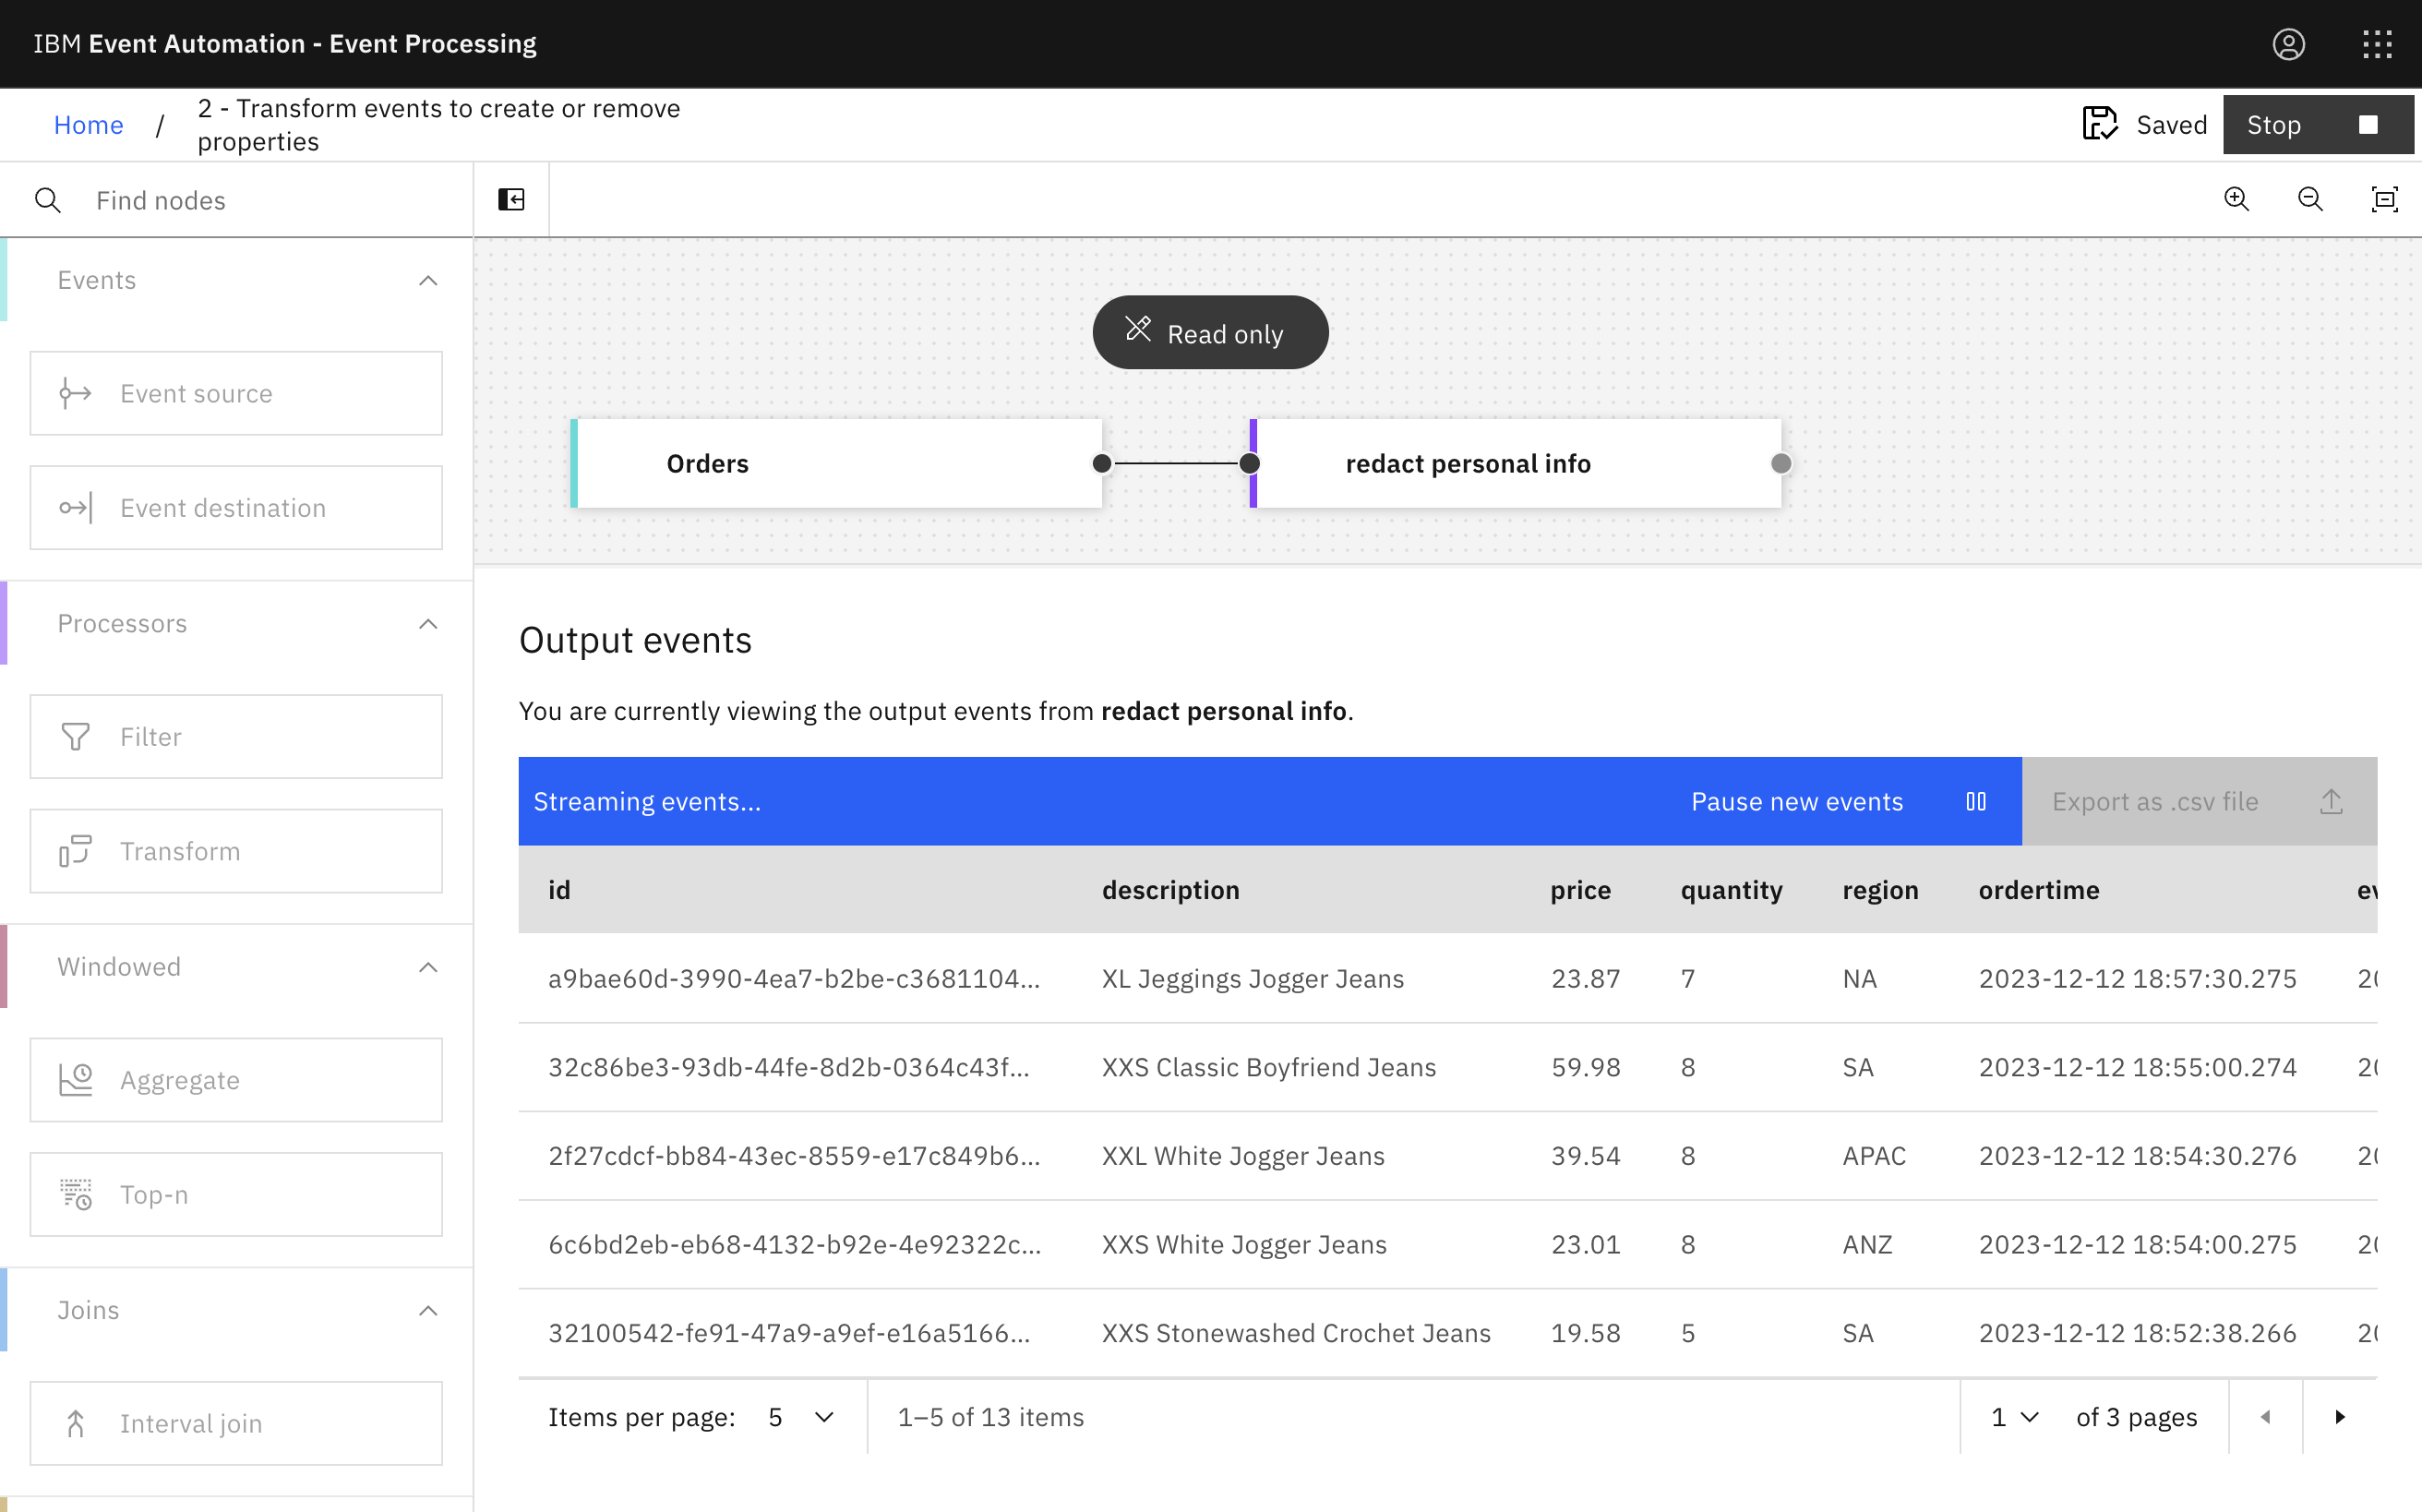 IBM Event Automation - Event Processing
Home / 2 - Transform events to create or remove
properties
Saved
Stop
Find nodes
Events
Event source
Event destination
Processors
Filter
Transform
Windowed
Aggregate
Top-n
Joins
Interval join
Read only
Orders
redact personal info
Output events
You are currently viewing the output events from redact personal info.
Streaming events... Pause new events Export as .csv file
id description price quantity region ordertime
a9bae60d-3990-4ea7-b2be-c3681104... XL Jeggings Jogger Jeans 23.87 7 NA 2023-12-12 18:57:30.275
32c86be3-93db-44fe-8d2b-0364c43f... XXS Classic Boyfriend Jeans 59.98 8 SA 2023-12-12 18:55:00.274
2f27cdcf-bb84-43ec-8559-e17c849b6... XXL White Jogger Jeans 39.54 8 APAC 2023-12-12 18:54:30.276
6c6bd2eb-eb68-4132-b92e-4e92322c... XXS White Jogger Jeans 23.01 8 ANZ 2023-12-12 18:54:00.275
32100542-fe91-47a9-a9ef-e16a5166... XXS Stonewashed Crochet Jeans 19.58 5 SA 2023-12-12 18:52:38.266
Items per page: 5 1–5 of 13 items 1 of 3 pages